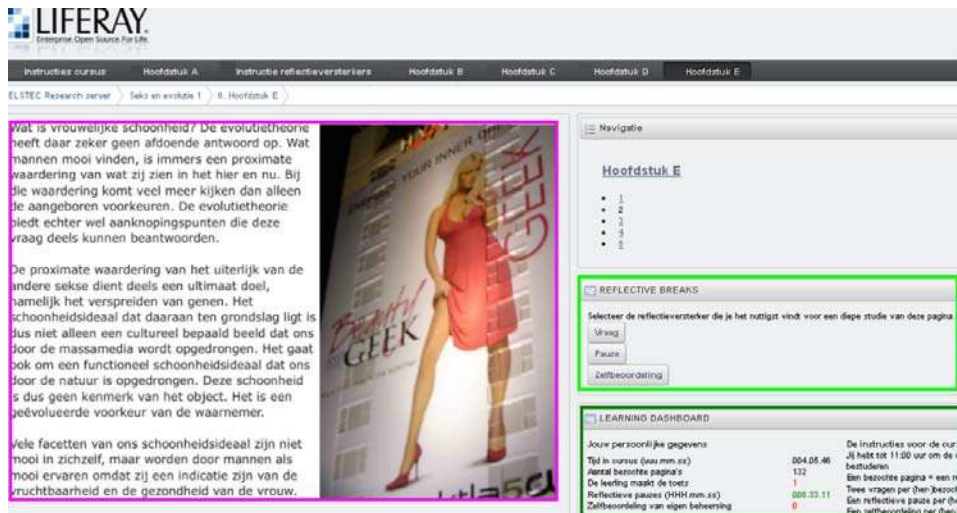 LIFERAY.
Enterprise. Open Source. For Life.
Instructies cursus
Hoofdstuk A
Instructie reflectieversterkers
Hoofdstuk B
Hoofdstuk C
Hoofdstuk D
Hoofdstuk E
ELSTEC Research server
Seks en evolutie 1
6. Hoofdstuk E
Wat is vrouwelijke schoonheid? De evolutietheorie
heeft daar zeker geen afdoende antwoord op. Wat
mannen mooi vinden, is immers een proximate
waardering van wat zij zien in het hier en nu. Bij
die waardering komt veel meer kijken dan alleen
de aangeboren voorkeuren. De evolutietheorie
biedt echter wel aanknopingspunten die deze
vraag deels kunnen beantwoorden.
De proximate waardering van het uiterlijk van de
andere sekse dient deels een ultimaat doel,
namelijk het verspreiden van genen. Het
schoonheidsideaal dat daaraan ten grondslag ligt is
dus niet alleen een cultureel bepaald beeld dat ons
door de massamedia wordt opgedrongen. Het gaat
ook om een functioneel schoonheidsideaal dat ons
door de natuur is opgedrongen. Deze schoonheid
is dus geen kenmerk van het object. Het is een
geëvolueerde voorkeur van de waarnemer.
Vele facetten van ons schoonheidsideaal zijn niet
mooi in zichzelf, maar worden door mannen als
mooi ervaren omdat zij een indicatie zijn van de
vruchtbaarheid en de gezondheid van de vrouw.
YOUR INNER
GEEK
Beautiful
GEEK
Navigatie
Hoofdstuk E
1
2
3
4
5
REFLECTIVE BREAKS
Selecteer de reflectieversterker die je het nuttigst vindt voor een diepe studie van deze pagina.
Vraag
Pauze
Zelfbeoordeling
LEARNING DASHBOARD
Jouw persoonlijke gegevens
Tijd in cursus (uuu.mm.ss) 004.05.46
Aantal bezochte pagina's 132
De leerling maakt de toets 1
Reflectieve pauzes (HHH.mm.ss) 000.33.11
Zelfbeoordeling van eigen beheersing 0
De instructies voor de cur
Jij hebt tot 11:00 uur om de
bestuderen
Een bezochte pagina = een
Twee vragen per (her-)bezoch
Een reflectieve pauze per (h
Een zelfbeoordeling per (her